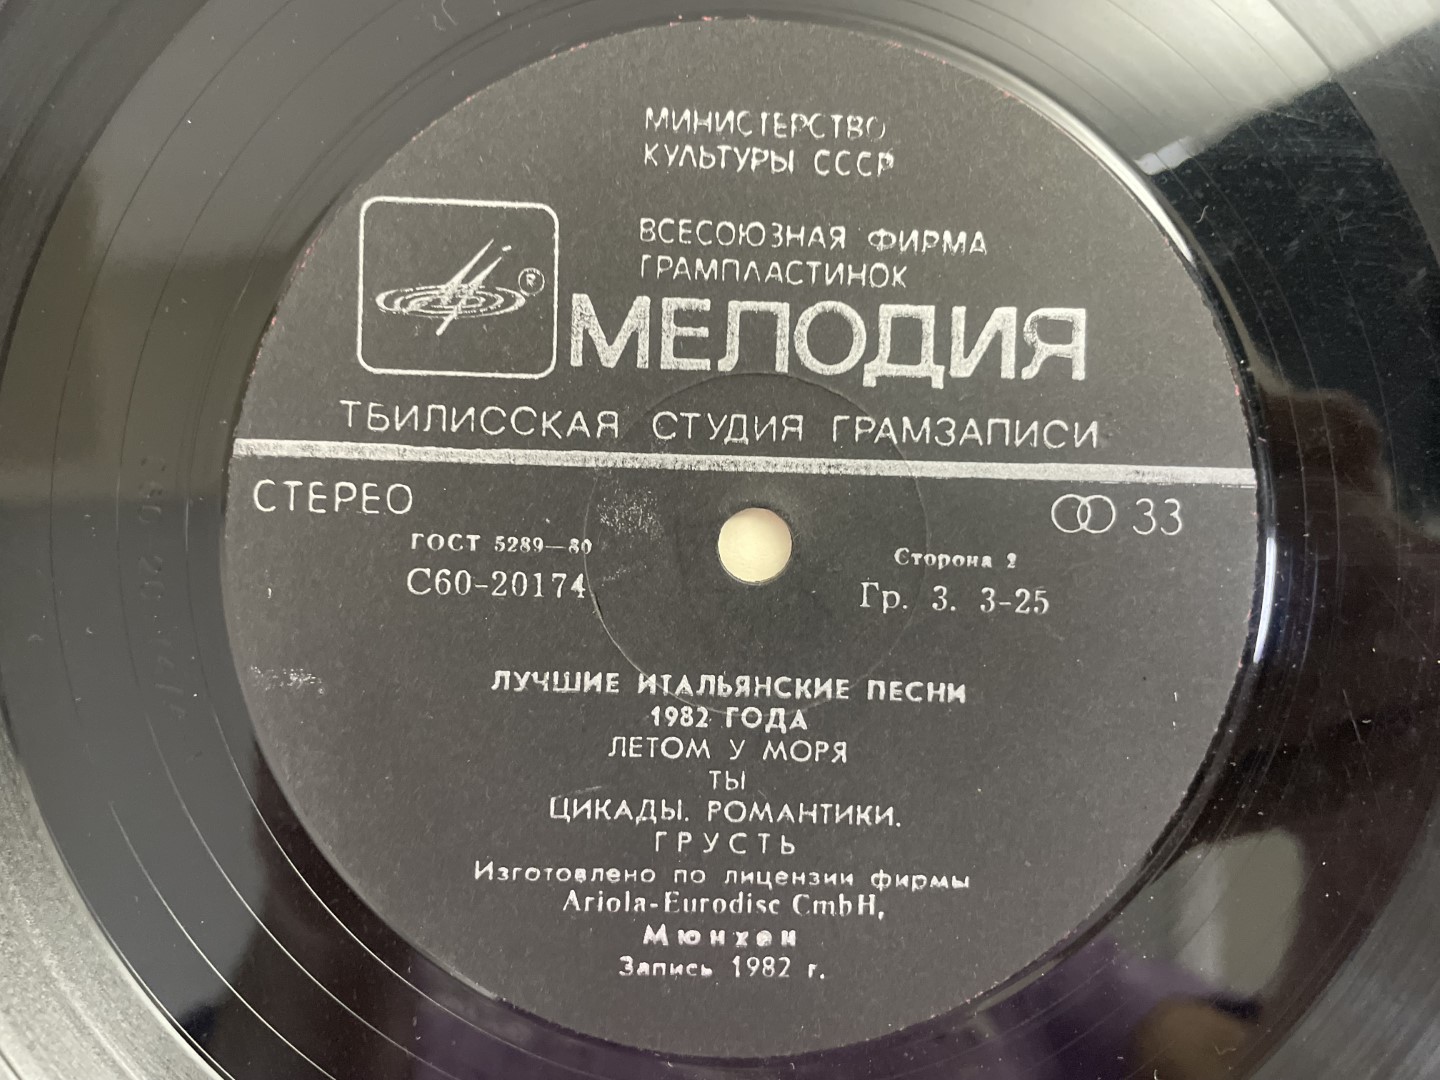 МИНИСТЕРСТВО
КУЛЬТУРЫ СССР
ВСЕСОЮЗНАЯ ФИРМА
ГРАМПЛАСТИНОК
®
МЕЛОДИЯ
ТБИЛИССКАЯ СТУДИЯ ГРАМЗАПИСИ
СТЕРЕО
33
ГОСТ 5289—80
Сторона 2
С60-20174
Гр. 3. 3-25
ЛУЧШИЕ ИТАЛЬЯНСКИЕ ПЕСНИ
1982 ГОДА
ЛЕТОМ У МОРЯ
ТЫ
ЦИКАДЫ. РОМАНТИКИ.
ГРУСТЬ
Изготовлено по лицензии фирмы
Ariola-Eurodisc CmbH,
Мюнхен
Запись 1982 г.